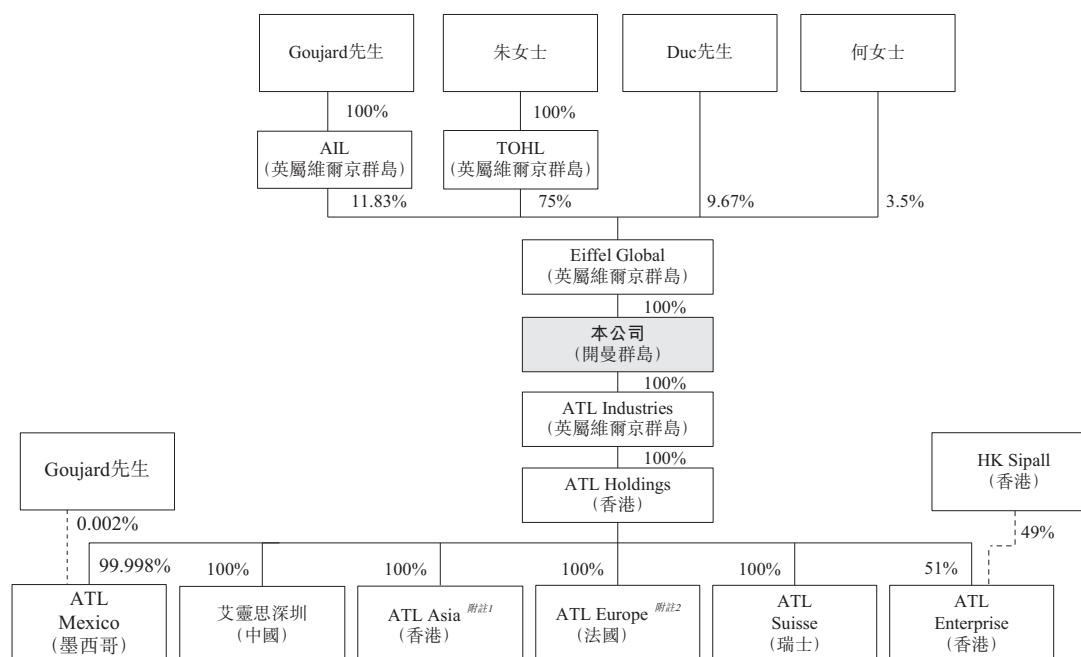 Goujard先生
朱女士
Duc先生
何女士
100%
100%
AIL
(英屬維爾京群島)
TOHL
(英屬維爾京群島)
11.83%
75%
9.67%
3.5%
Eiffel Global
(英屬維爾京群島)
100%
本公司
(開曼群島)
100%
ATL Industries
(英屬維爾京群島)
100%
Goujard先生
ATL Holdings
(香港)
HK Sipall
(香港)
0.002%
49%
99.998%
100%
100%
100%
100%
51%
ATL
Mexico
(墨西哥)
艾靈思深圳
(中國)
ATL Asia 附註1
(香港)
ATL Europe 附註2
(法國)
ATL
Suisse
(瑞士)
ATL
Enterprise
(香港)